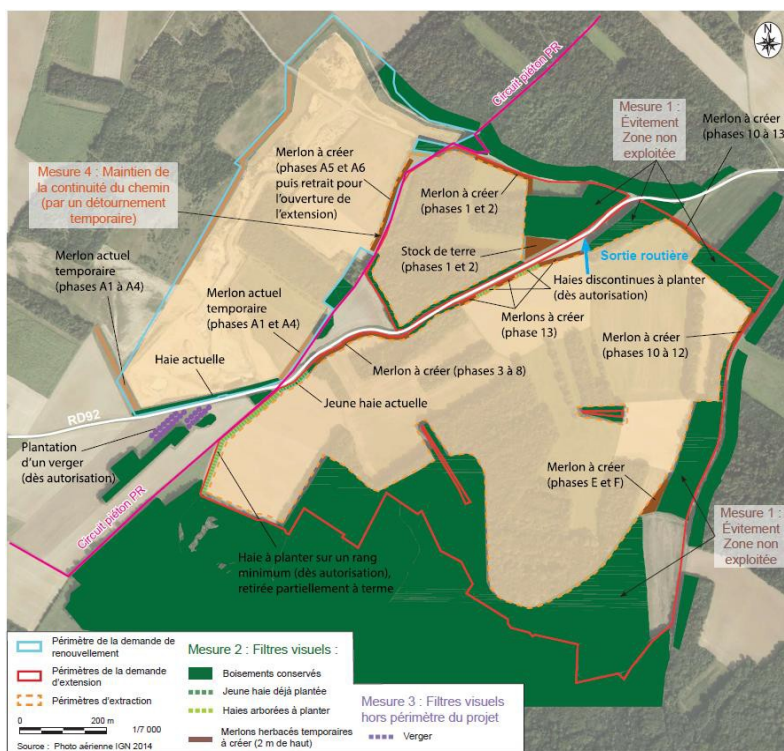 Circuit piéton PR
Mesure 1 :
Évitement
Zone non
exploitée
Merlon à créer
(phases 10 à 13)
Mesure 4 : Maintien de
la continuité du chemin
(par un détournement
temporaire)
Merlon à créer
(phases A5 et A6
puis retrait pour
l'ouverture de
l'extension)
Merlon à créer
(phases 1 et 2)
Stock de terre
(phases 1 et 2)
Sortie routière
Haies discontinues à planter
(dès autorisation)
Merlon actuel
temporaire
(phases A1 à A4)
Merlon actuel
temporaire
(phases A1 et A4)
Merlons à créer
(phase 13)
Merlon à créer
(phases 10 à 12)
Haie actuelle
Merlon à créer (phases 3 à 8)
Jeune haie actuelle
RD92
Plantation
d'un verger
(dès autorisation)
Merlon à créer
(phases E et F)
Circuit piéton PR
Mesure 1 :
Évitement
Zone non
exploitée
Haie à planter sur un rang
minimum (dès autorisation),
retirée partiellement à terme
Périmètre de la demande de
renouvellement
Périmètres de la demande
d'extension
Périmètres d'extraction
0 200 m
1/7 000
Source : Photo aérienne IGN 2014
Mesure 2 : Filtres visuels :
Boisements conservés
Jeune haie déjà plantée
Haies arborées à planter
Merlons herbacés temporaires
à créer (2 m de haut)
Mesure 3 : Filtres visuels
hors périmètre du projet
Verger